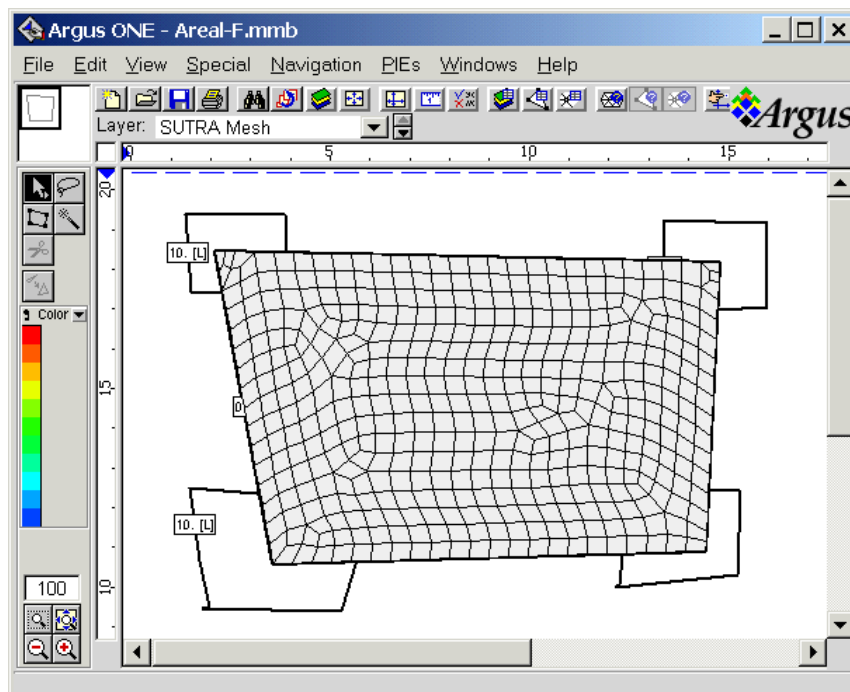 Argus ONE - Areal-F.mmb
File Edit View Special Navigation PIEs Windows Help
Layer: SUTRA Mesh
Argus
0 5 10 15
20
15
10
10. [L]
0
10. [L]
Color
100